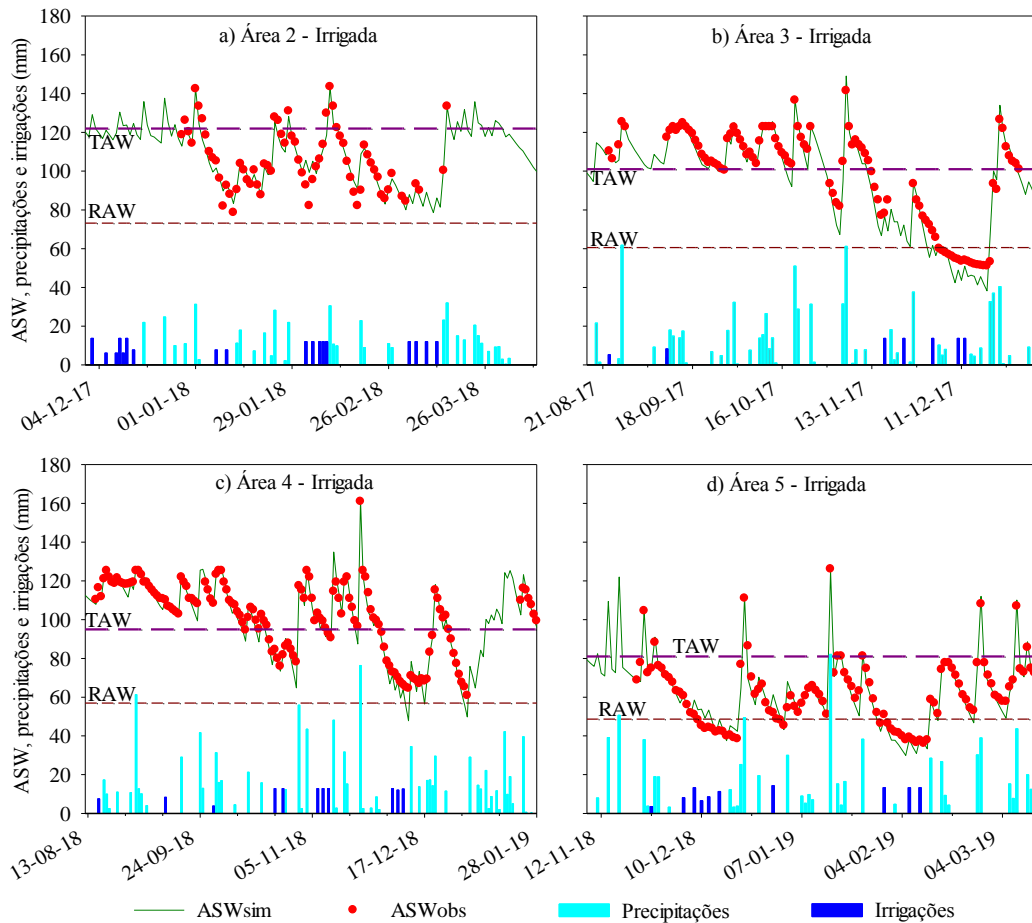 a) Área 2 - Irrigada
b) Área 3 - Irrigada
ASW, precipitações e irrigações (mm)
180
160
140
120
100
80
60
40
20
0
TAW
RAW
04-12-17
01-01-18
29-01-18
26-02-18
26-03-18
TAW
RAW
21-08-17
18-09-17
16-10-17
13-11-17
11-12-17
c) Área 4 - Irrigada
d) Área 5 - Irrigada
ASW, precipitações e irrigações (mm)
180
160
140
120
100
80
60
40
20
0
TAW
RAW
13-08-18
24-09-18
05-11-18
17-12-18
28-01-19
TAW
RAW
12-11-18
10-12-18
07-01-19
04-02-19
04-03-19
ASWsim
ASWobs
Precipitações
Irrigações